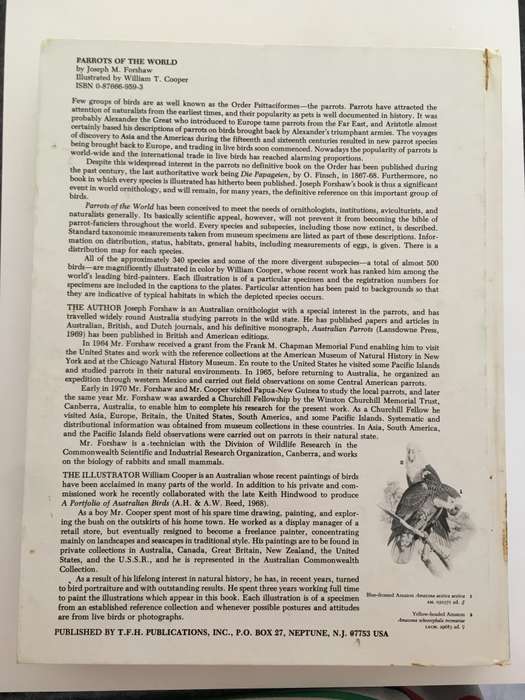 PARROTS OF THE WORLD
by Joseph M. Forshaw
Illustrated by William T. Cooper
ISBN 0-87666-959-3
Few groups of birds are as well known as the Order Psittaciformes—the parrots. Parrots have attracted the
attention of naturalists from the earliest times, and their popularity as pets is well documented in history. It was
probably Alexander the Great who introduced to Europe tame parrots from the Far East, and Aristotle almost
certainly based his descriptions of parrots on birds brought back by Alexander's triumphant armies. The voyages
of discovery to Asia and the Americas during the fifteenth and sixteenth centuries resulted in new parrot species
being brought back to Europe, and trading in live birds soon commenced. Nowadays the popularity of parrots is
world-wide and the international trade in live birds has reached alarming proportions.
Despite this widespread interest in the parrots no definitive book on the Order has been published during
the past century, the last authoritative work being Die Papageien, by O. Finsch, in 1867-68. Furthermore, no
book in which every species is illustrated has hitherto been published. Joseph Forshaw's book is thus a significant
event in world ornithology, and will remain, for many years, the definitive reference on this important group of
birds.
Parrots of the World has been conceived to meet the needs of ornithologists, institutions, aviculturists, and
naturalists generally. Its basically scientific appeal, however, will not prevent it from becoming the bible of
parrot-fanciers throughout the world. Every species and subspecies, including those now extinct, is described.
Standard taxonomic measurements taken from museum specimens are listed as part of these descriptions. Infor-
mation on distribution, status, habitats, general habits, including measurements of eggs, is given. There is a
distribution map for each species.
All of the approximately 340 species and some of the more divergent subspecies—a total of almost 500
birds—are magnificently illustrated in color by William Cooper, whose recent work has ranked him among the
world's leading bird-painters. Each illustration is of a particular specimen and the registration numbers for
specimens are included in the captions to the plates. Particular attention has been paid to backgrounds so that
they are indicative of typical habitats in which the depicted species occurs.
THE AUTHOR Joseph Forshaw is an Australian ornithologist with a special interest in the parrots, and has
travelled widely round Australia studying parrots in the wild state. He has published papers and articles in
Australian, British, and Dutch journals, and his definitive monograph, Australian Parrots (Lansdowne Press,
1969) has been published in British and American editions.
In 1964 Mr. Forshaw received a grant from the Frank M. Chapman Memorial Fund enabling him to visit
the United States and work with the reference collections at the American Museum of Natural History in New
York and at the Chicago Natural History Museum. En route to the United States he visited some Pacific Islands
and studied parrots in their natural environments. In 1965, before returning to Australia, he organized an
expedition through western Mexico and carried out field observations on some Central American parrots.
Early in 1970 Mr. Forshaw and Mr. Cooper visited Papua-New Guinea to study the local parrots, and later
the same year Mr. Forshaw was awarded a Churchill Fellowship by the Winston Churchill Memorial Trust,
Canberra, Australia, to enable him to complete his research for the present work. As a Churchill Fellow he
visited Asia, Europe, Britain, the United States, South America, and some Pacific Islands. Systematic and
distributional information was obtained from museum collections in these countries. In Asia, South America,
and the Pacific Islands field observations were carried out on parrots in their natural state.
Mr. Forshaw is a technician with the Division of Wildlife Research in the
Commonwealth Scientific and Industrial Research Organization, Canberra, and works
on the biology of rabbits and small mammals.
THE ILLUSTRATOR William Cooper is an Australian whose recent paintings of birds
have been acclaimed in many parts of the world. In addition to his private and com-
missioned work he recently collaborated with the late Keith Hindwood to produce
A Portfolio of Australian Birds (A.H. & A.W. Reed, 1968).
As a boy Mr. Cooper spent most of his spare time drawing, painting, and explor-
ing the bush on the outskirts of his home town. He worked as a display manager of a
retail store, but eventually resigned to become a freelance painter, concentrating
mainly on landscapes and seascapes in traditional style. His paintings are to be found in
private collections in Australia, Canada, Great Britain, New Zealand, the United
States, and the U.S.S.R., and he is represented in the Australian Commonwealth
Collection.
As a result of his lifelong interest in natural history, he has, in recent years, turned
to bird portraiture and with outstanding results. He spent three years working full time
to paint the illustrations which appear in this book. Each illustration is of a specimen
from an established reference collection and whenever possible postures and attitudes
are from live birds or photographs.
2
1
Blue-fronted Amazon Amazona aestiva aestiva 1
ad. ♂
Yellow-headed Amazon 2
Amazona ochrocephala
ad. ♀
PUBLISHED BY T.F.H. PUBLICATIONS, INC., P.O. BOX 27, NEPTUNE, N.J. 07753 USA